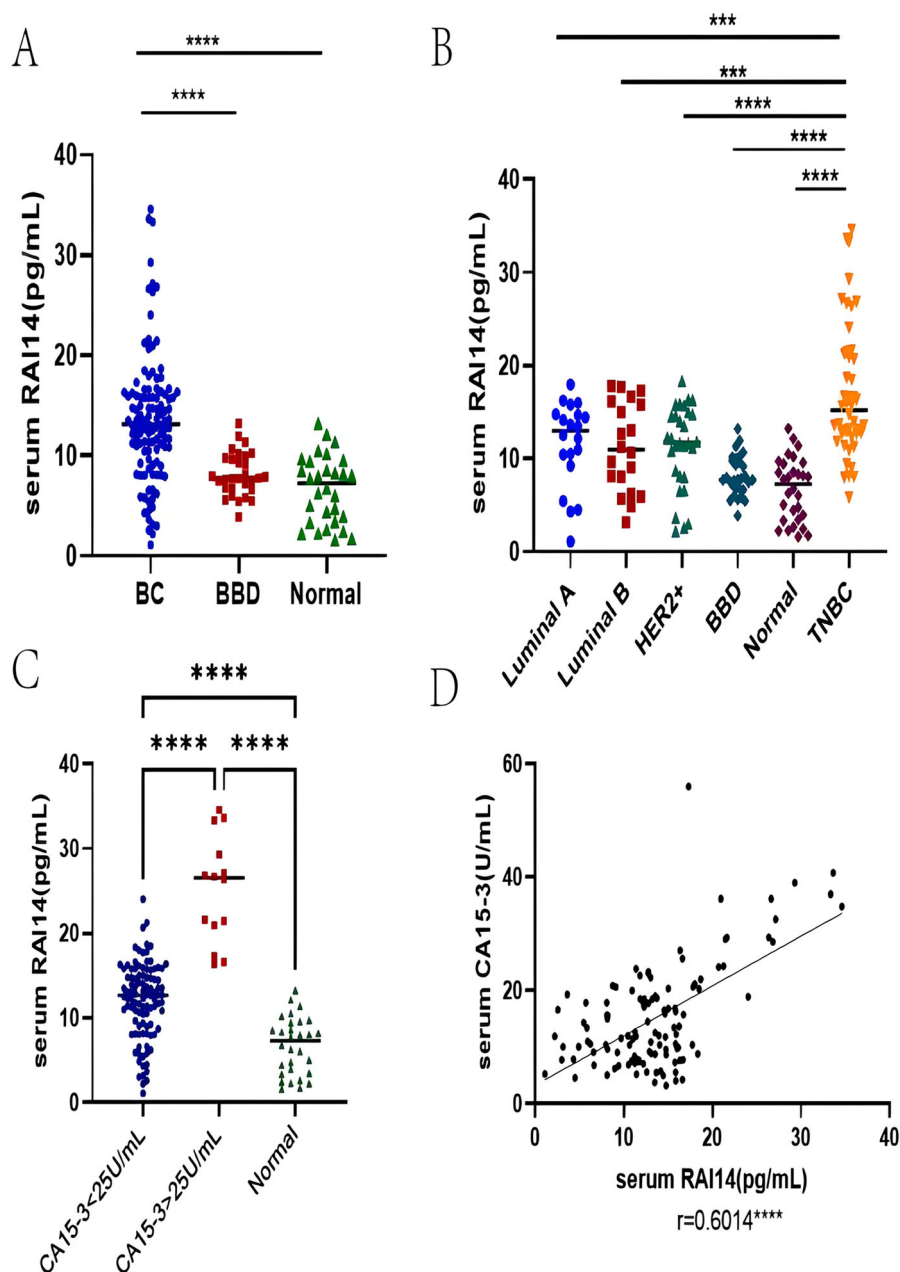 A
****
****
serum RAI14(pg/mL)
40
30
20
10
0
BC
BBD
Normal
B
***
***
****
****
****
serum RAI14(pg/mL)
40
30
20
10
0
Luminal A
Luminal B
HER2+
BBD
Normal
TNBC
C
****
**** ****
serum RAI14(pg/mL)
40
30
20
10
0
CA15-3<25U/mL
CA15-3>25U/mL
Normal
D
serum CA15-3(U/mL)
60
40
20
0
0 10 20 30 40
serum RAI14(pg/mL)
r=0.6014****